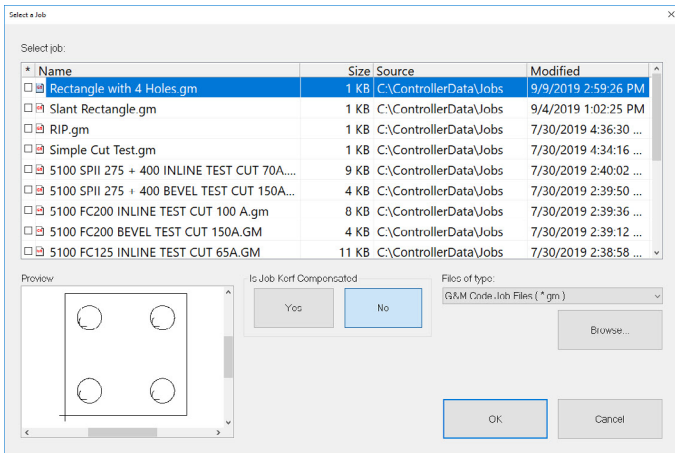 Select a Job
Select job:
* Name Size Source Modified
Rectangle with 4 Holes.gm 1 KB C:\ControllerData\Jobs 9/9/2019 2:59:26 PM
Slant Rectangle.gm 1 KB C:\ControllerData\Jobs 9/4/2019 1:02:25 PM
RIP.gm 1 KB C:\ControllerData\Jobs 7/30/2019 4:36:30 ...
Simple Cut Test.gm 1 KB C:\ControllerData\Jobs 7/30/2019 4:34:16 ...
5100 SPII 275 + 400 INLINE TEST CUT 70A.... 9 KB C:\ControllerData\Jobs 7/30/2019 2:40:02 ...
5100 SPII 275 + 400 BEVEL TEST CUT 150A... 4 KB C:\ControllerData\Jobs 7/30/2019 2:39:50 ...
5100 FC200 INLINE TEST CUT 100 A.gm 8 KB C:\ControllerData\Jobs 7/30/2019 2:39:36 ...
5100 FC200 BEVEL TEST CUT 150A.GM 4 KB C:\ControllerData\Jobs 7/30/2019 2:39:12 ...
5100 FC125 INLINE TEST CUT 65A.GM 11 KB C:\ControllerData\Jobs 7/30/2019 2:38:58 ...
Preview
Is Job Kerf Compensated
Yes No
Files of type:
G&M Code Job Files ( *.gm )
Browse...
OK Cancel